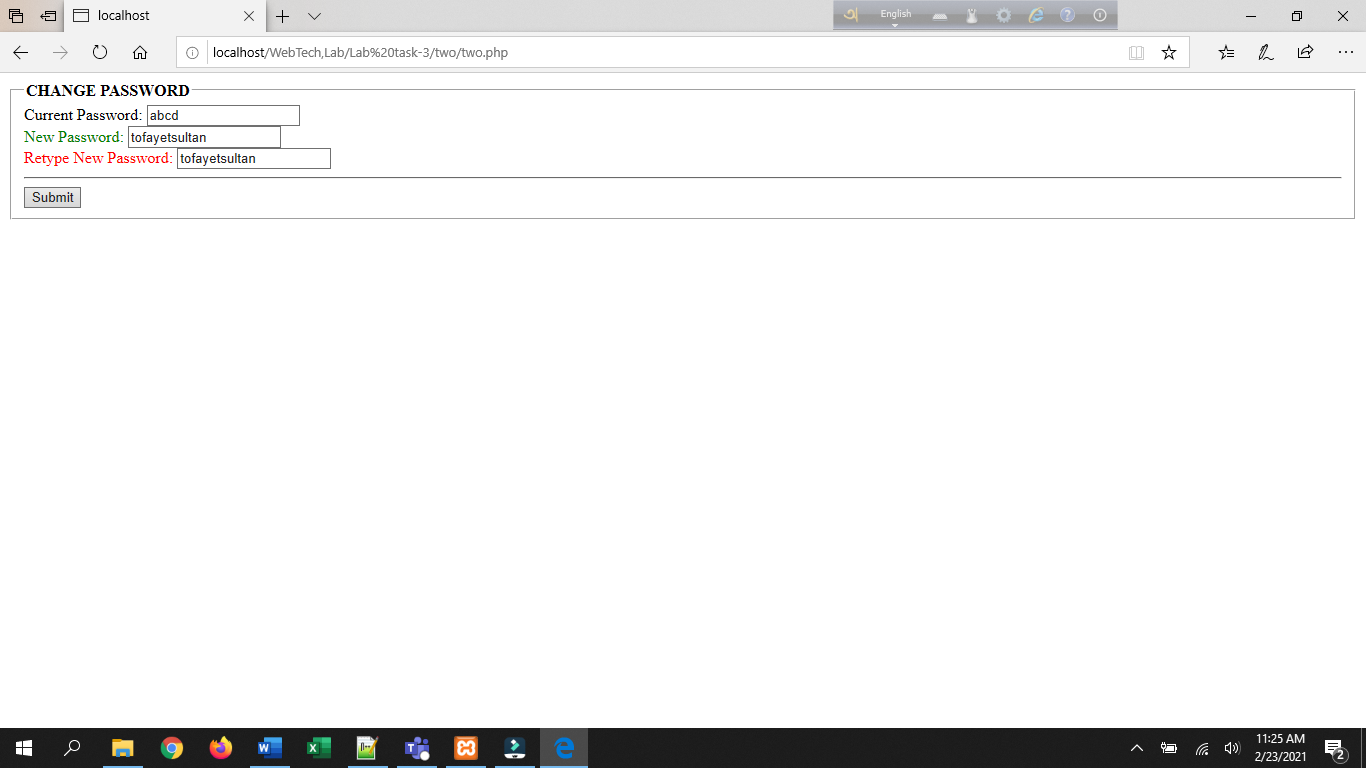 localhost
English
localhost/WebTech,Lab/Lab%20task-3/two/two.php
CHANGE PASSWORD
Current Password: abcd
New Password: tofayetsultan
Retype New Password: tofayetsultan
Submit
11:25 AM
2/23/2021
2